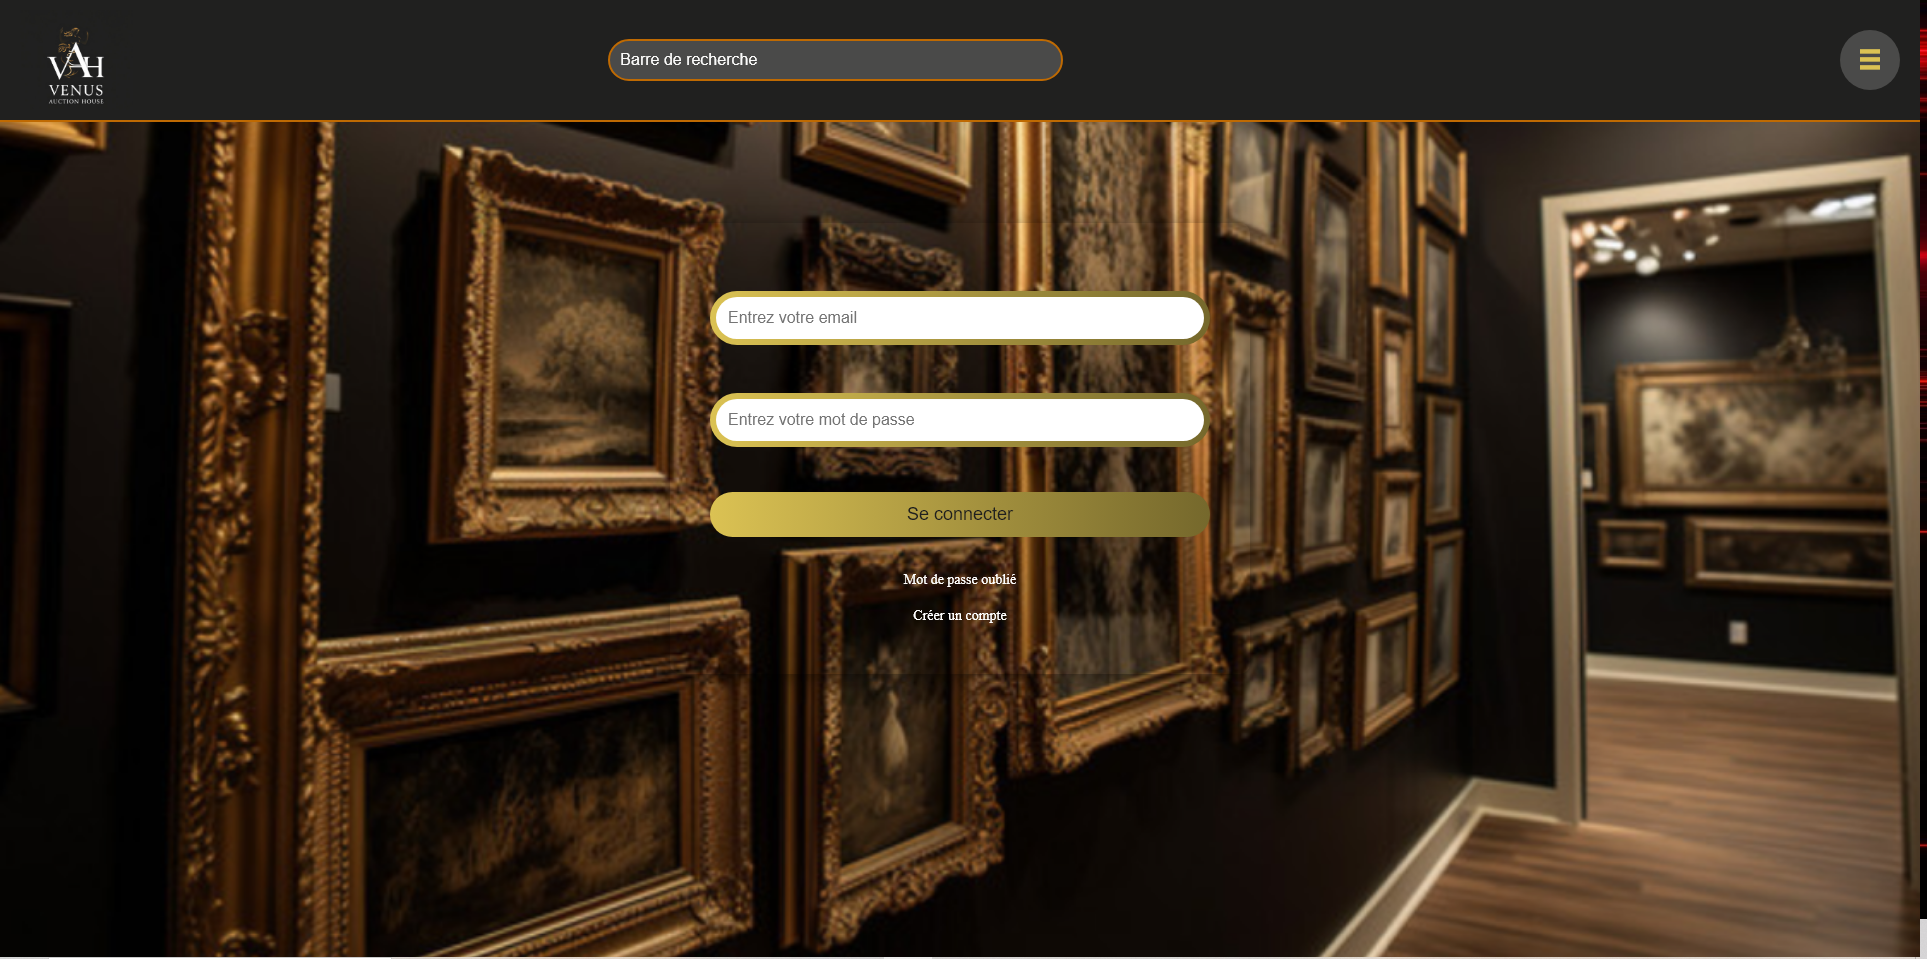 VAH
VENUS
AUCTION HOUSE
Barre de recherche
Entrez votre email
Entrez votre mot de passe
Se connecter
Mot de passe oublié
Créer un compte